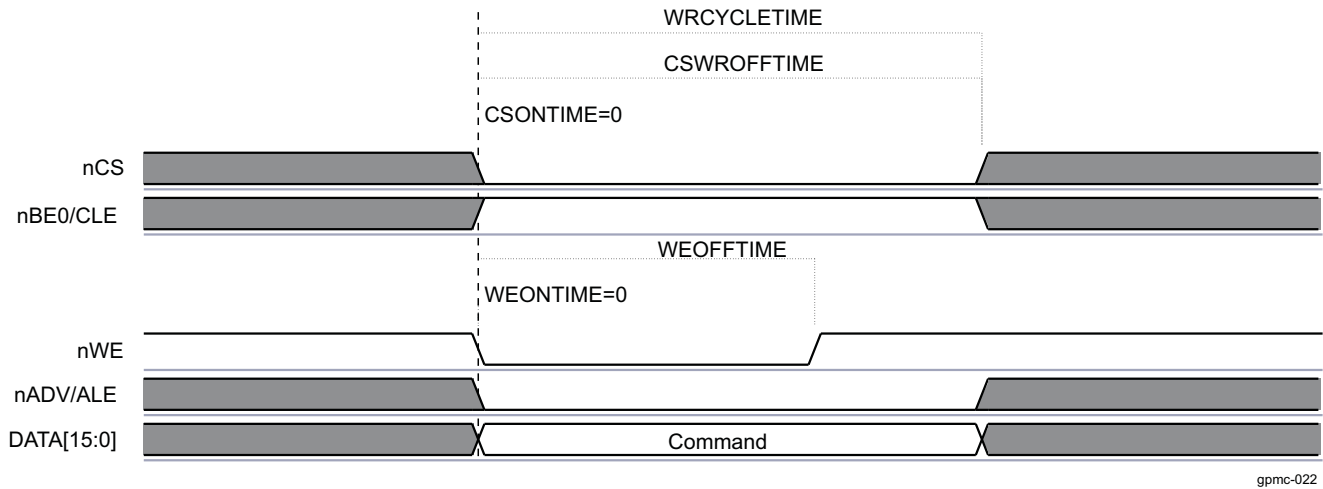 WRCYCLETIME
CSWROFFTIME
CSONTIME=0
nCS
nBE0/CLE
WEOFFTIME
WEONTIME=0
nWE
nADV/ALE
DATA[15:0] Command
gpmc-022